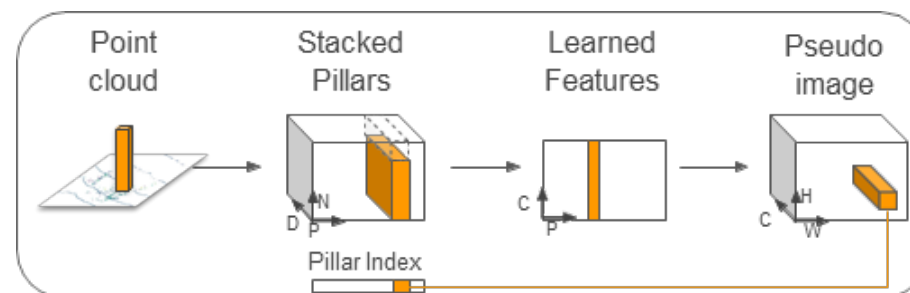 Point
cloud
Stacked
Pillars
Learned
Features
Pseudo
image
N
D
P
C
P
H
C
W
Pillar Index